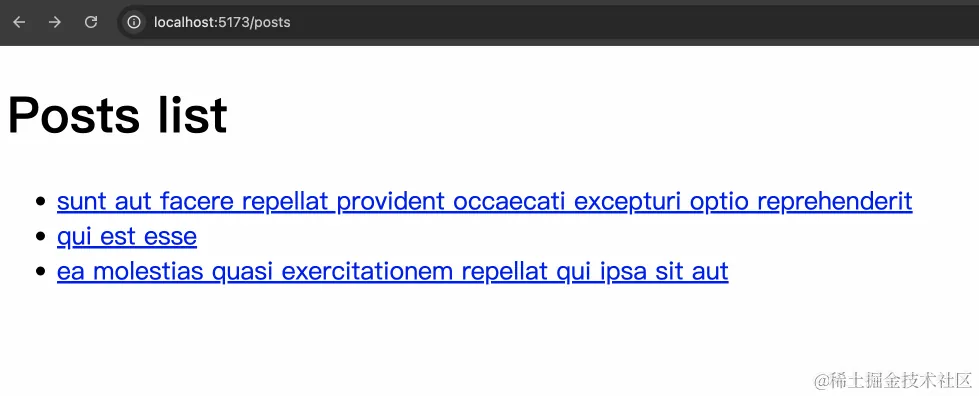 localhost:5173/posts
Posts list
sunt aut facere repellat provident occaecati excepturi optio reprehenderit
qui est esse
ea molestias quasi exercitationem repellat qui ipsa sit aut
@稀土掘金技术社区